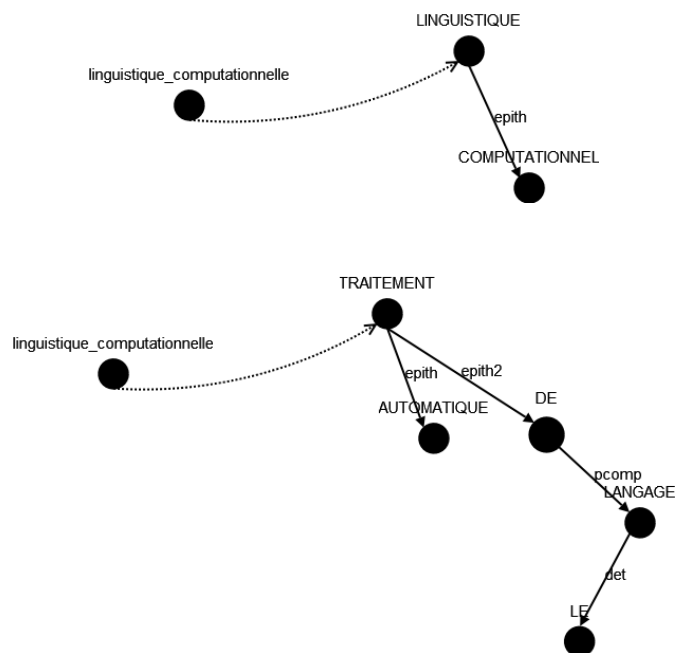 LINGUISTIQUE
linguistique_computationnelle
epith
COMPUTATIONNEL
TRAITEMENT
linguistique_computationnelle
epith
epith2
AUTOMATIQUE
DE
pcomp
LANGAGE
det
LE